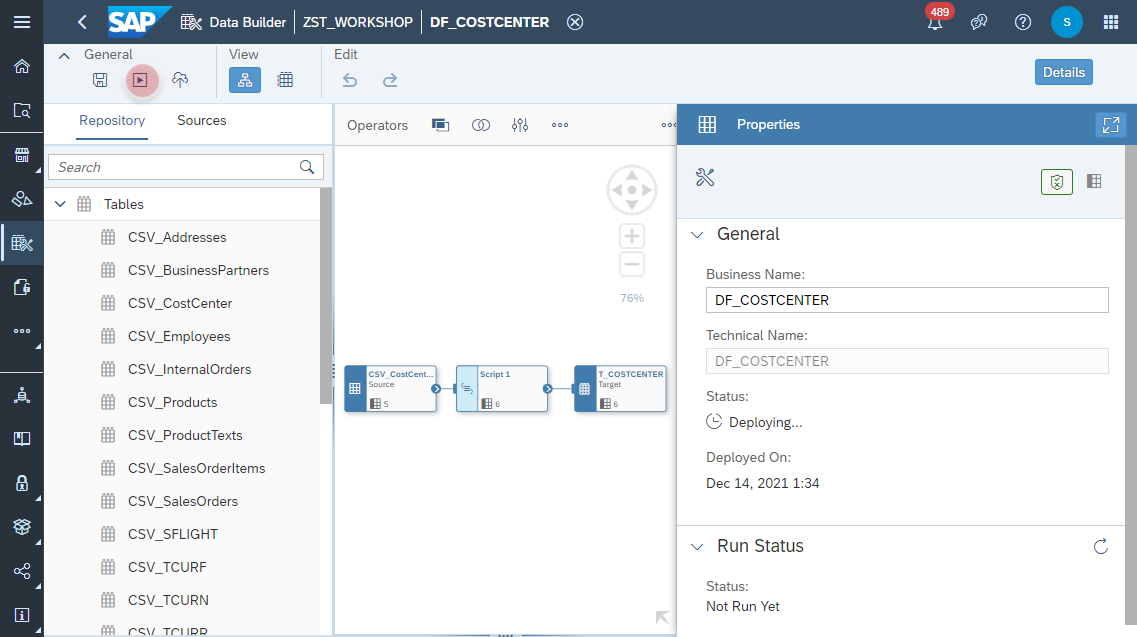 SAP Data Builder ZST_WORKSHOP DF_COSTCENTER 489 S
General View Edit
Details
Repository Sources
Operators
Properties
Search
Tables
CSV_Addresses
CSV_BusinessPartners
CSV_CostCenter
CSV_Employees
CSV_InternalOrders
CSV_Products
CSV_ProductTexts
CSV_SalesOrderItems
CSV_SalesOrders
CSV_SFLIGHT
CSV_TCURF
CSV_TCURN
CSV_TCURR
76%
CSV_CostCent...
Source
5
Script 1
6
T_COSTCENTER
Target
6
General
Business Name:
DF_COSTCENTER
Technical Name:
DF_COSTCENTER
Status:
Deploying...
Deployed On:
Dec 14, 2021 1:34
Run Status
Status:
Not Run Yet